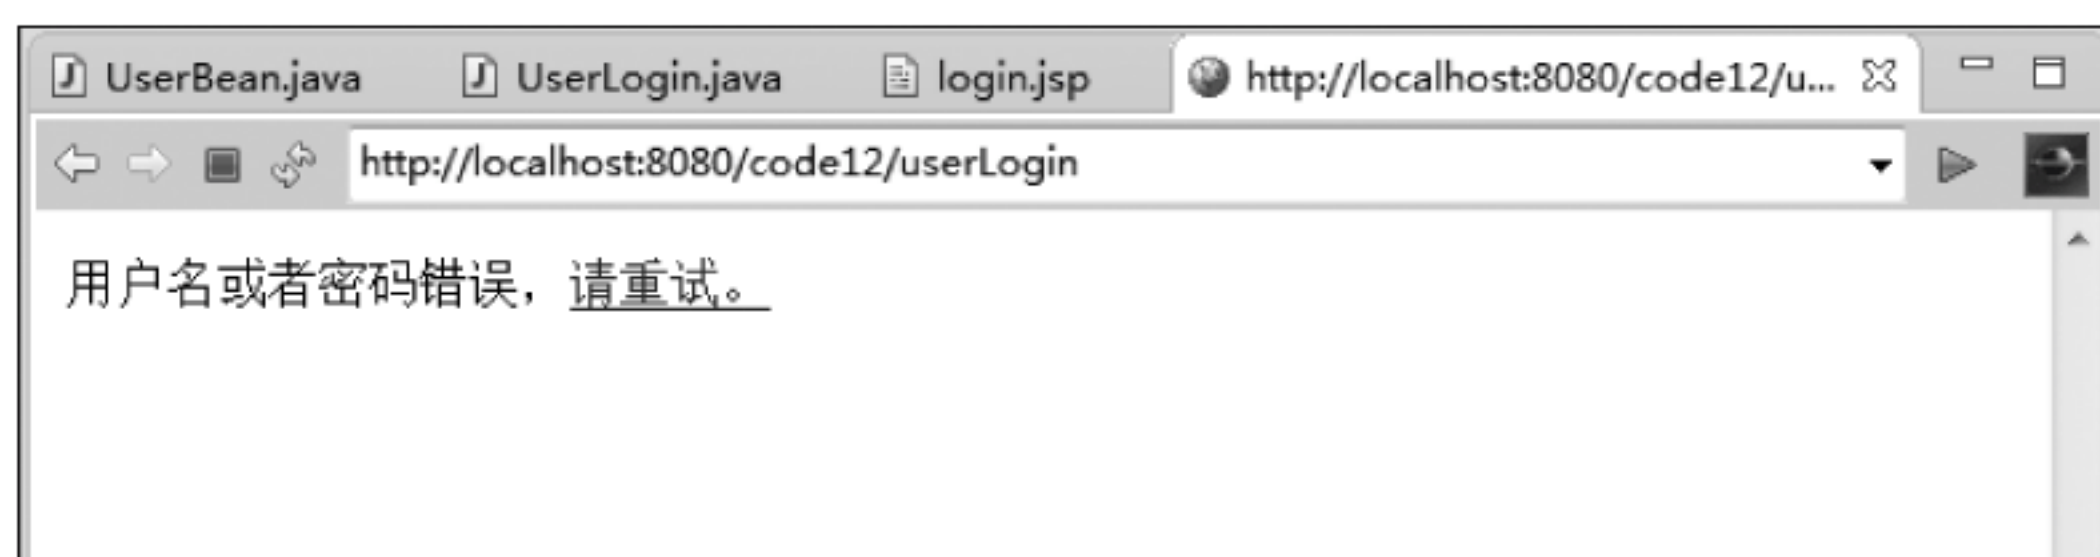 UserBean.java UserLogin.java login.jsp http://localhost:8080/code12/u...
http://localhost:8080/code12/userLogin
用户名或者密码错误，请重试。